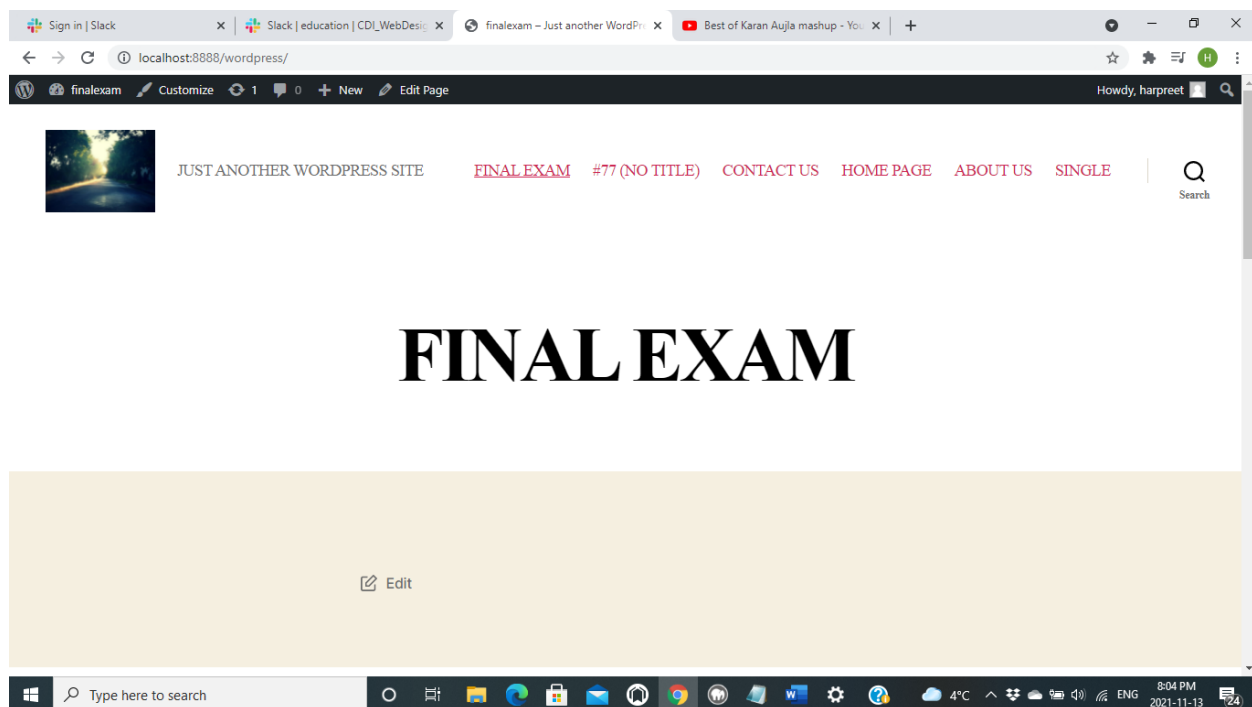 Sign in | Slack
Slack | education | CDI_WebDesig
finalexam – Just another WordPr
Best of Karan Aujla mashup - You
localhost:8888/wordpress/
H
finalexam Customize 1 0 New Edit Page Howdy, harpreet
JUST ANOTHER WORDPRESS SITE FINAL EXAM #77 (NO TITLE) CONTACT US HOME PAGE ABOUT US SINGLE
Search
FINAL EXAM
Edit
Type here to search
4°C ENG
8:04 PM
2021-11-13
24